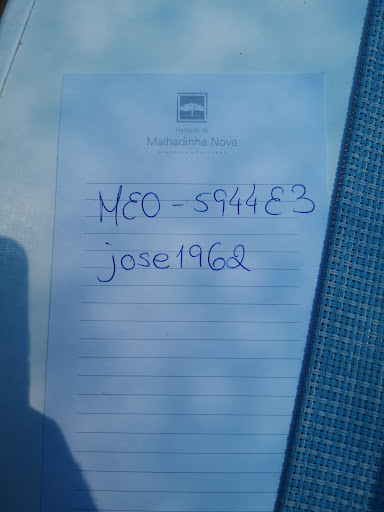 Herdade da
Malhadinha Nova
MEO - 5944E3
jose1962